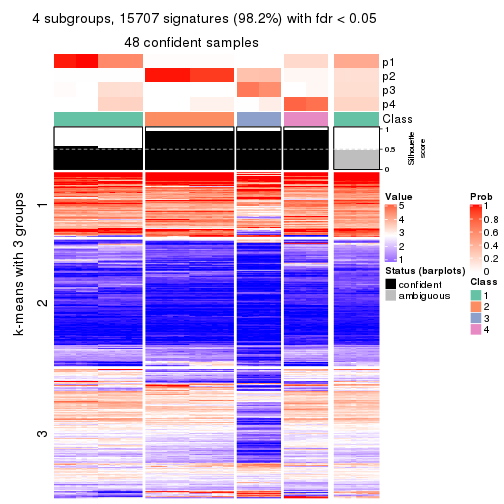 4 subgroups, 15707 signatures (98.2%) with fdr < 0.05
48 confident samples
p1
p2
p3
p4
Class
1
0.5
0
Silhouette
score
k-means with 3 groups
1
2
3
Value
5
4
3
2
1
Prob
1
0.8
0.6
0.4
0.2
0
Status (barplots)
confident
ambiguous
Class
1
2
3
4